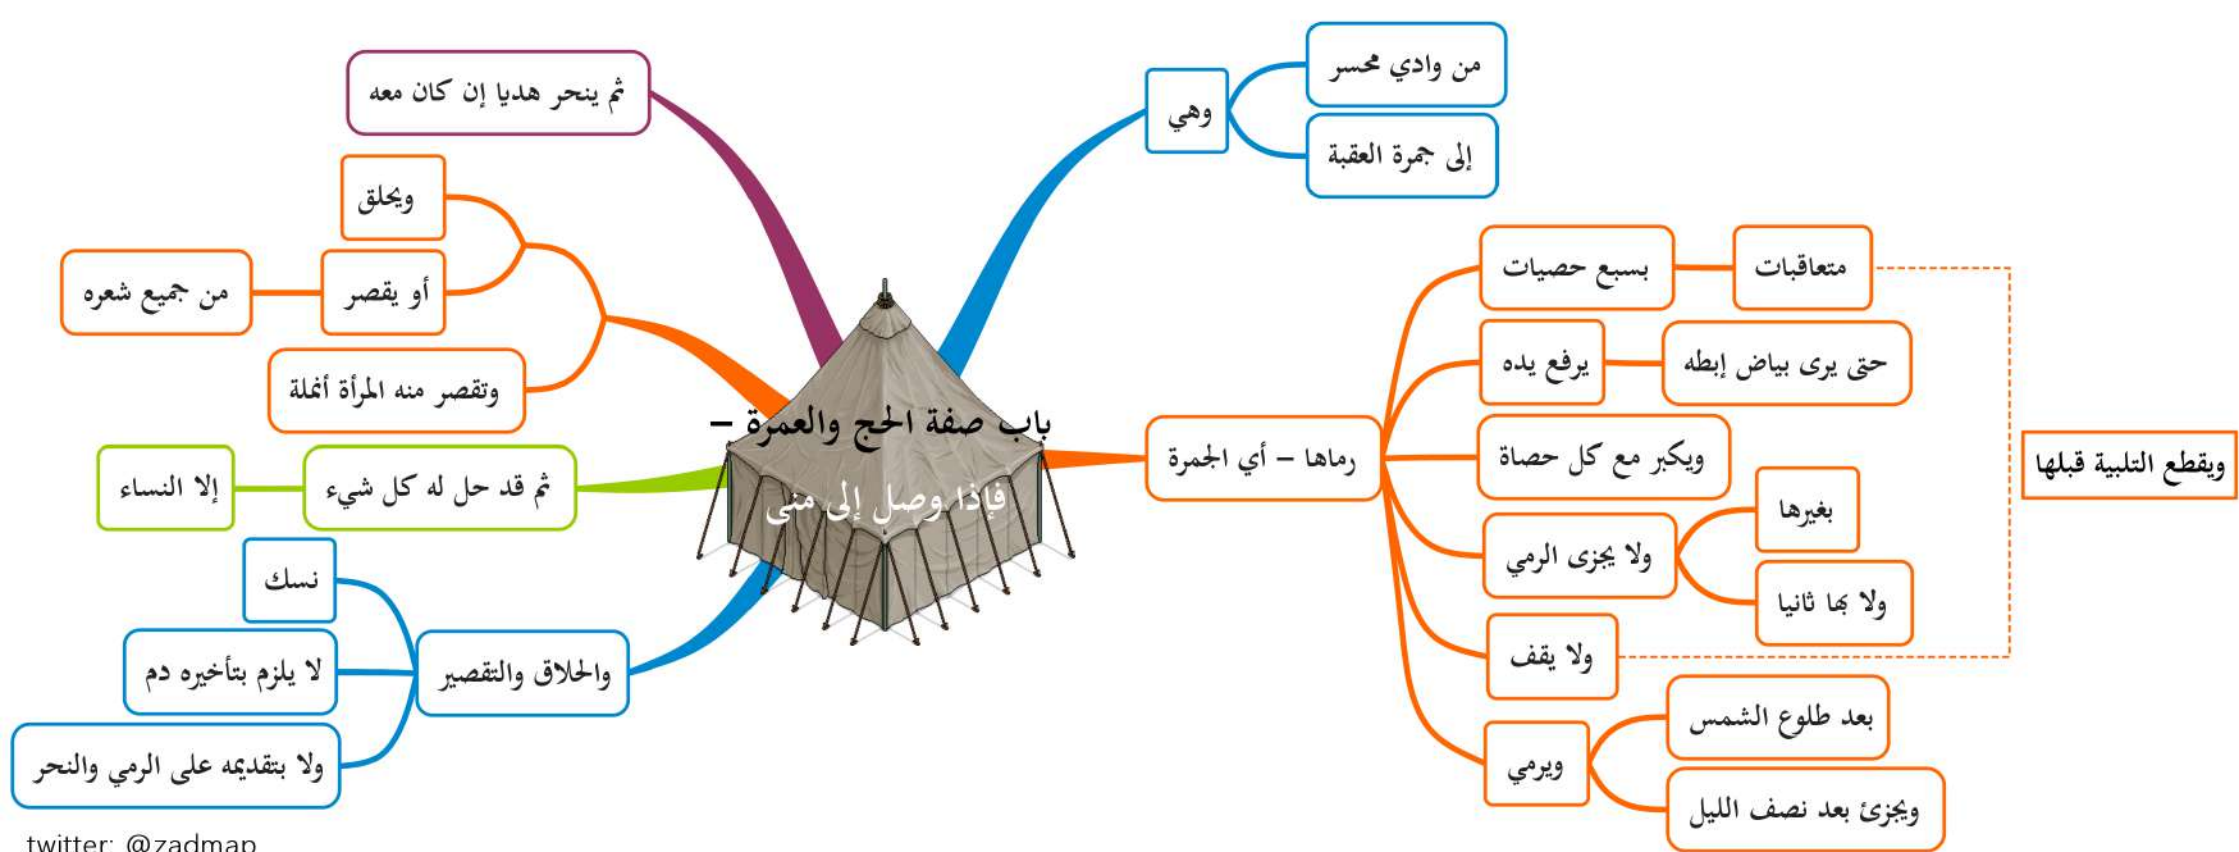 باب صفة الحج والعمرة –
فإذا وصل إلى منى
وهي
من وادي محسر
إلى جمرة العقبة
رماها – أي الجمرة
بسبع حصيات
متعاقبات
يرفع يده
حتى يرى بياض إبطه
ويكبر مع كل حصاة
ولا يجزى الرمي
بغيرها
ولا بها ثانيا
ولا يقف
ويرمي
بعد طلوع الشمس
ويجزئ بعد نصف الليل
ويقطع التلبية قبلها
ثم ينحر هديا إن كان معه
ويحلق
أو يقصر
من جميع شعره
وتقصر منه المرأة أنملة
ثم قد حل له كل شيء
إلا النساء
والحلاق والتقصير
نسك
لا يلزم بتأخيره دم
ولا بتقديمه على الرمي والنحر
twitter: @zadmap